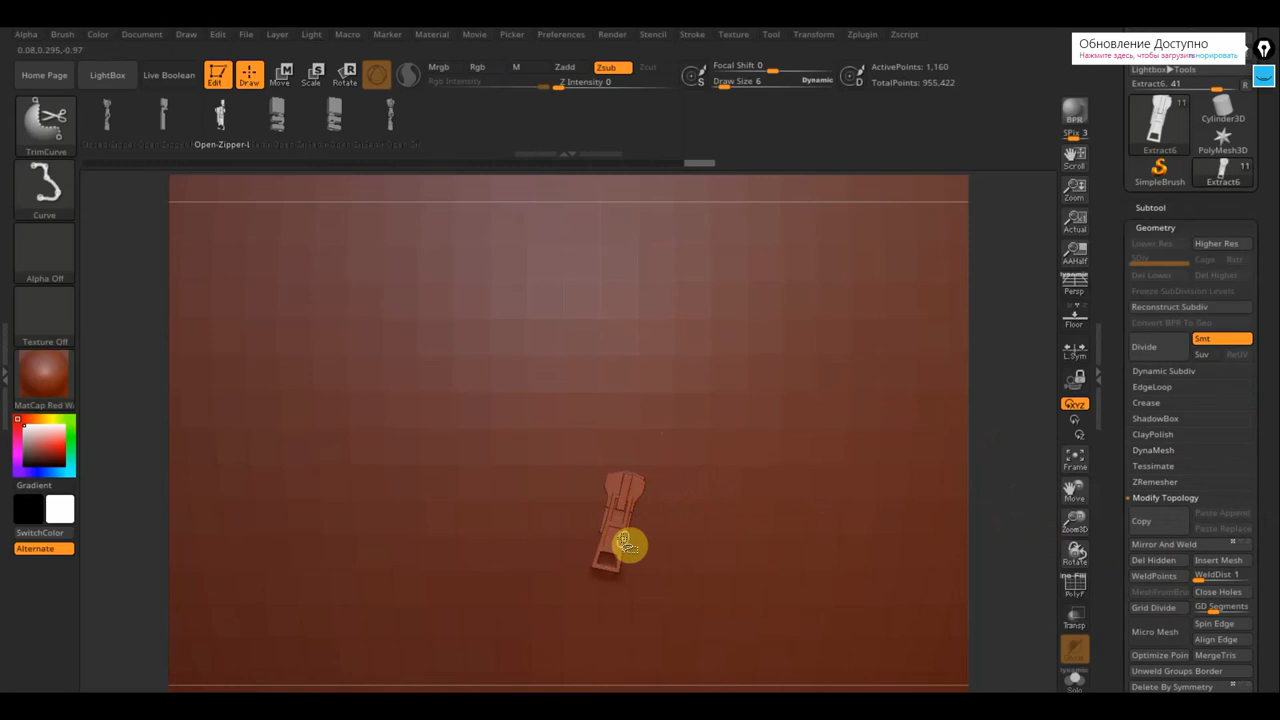 Alpha Brush Color Document Draw Edit File Layer Light Macro Marker Material Movie Picker Preferences Render Stencil Stroke Texture Tool Transform Zplugin Zscript
0.08,0.295,-0.97
Обновление Доступно
Нажмите здесь, чтобы загрузить
Home Page LightBox Live Boolean Edit Draw Move Scale Rotate
Mrgb Rgb M Zadd Zsub Zcut
Rgb Intensity Z Intensity 0
Focal Shift 0
Draw Size 6 Dynamic
ActivePoints: 1,160
TotalPoints: 955,422
Lightbox▸Tools
Extract6. 41 R
11
Extract6
Cylinder3D
PolyMesh3D
SimpleBrush
11
Extract6
Open-Zipper-L
TrimCurve
Curve
Alpha Off
Texture Off
MatCap Red Wa
Gradient
SwitchColor
Alternate
BPR
SPix 3
Scroll
Zoom
Actual
AAHalf
Dynamic
Persp
Floor
L.Sym
XYZ
Frame
Move
Zoom3D
Rotate
PolyF
Transp
Ghost
Dynamic
Solo
Subtool
Geometry
Lower Res Higher Res
SDiv Cage Rstr
Del Lower Del Higher
Freeze SubDivision Levels
Reconstruct Subdiv
Convert BPR To Geo
Divide Smt
Suv ReUV
Dynamic Subdiv
EdgeLoop
Crease
ShadowBox
ClayPolish
DynaMesh
Tessimate
ZRemesher
Modify Topology
Copy Paste Append
Paste Replace
Mirror And Weld
Del Hidden Insert Mesh
WeldPoints WeldDist 1
MeshFromBru Close Holes
Grid Divide GD Segments
Micro Mesh Spin Edge
Align Edge
Optimize Poin MergeTris
Unweld Groups Border
Delete By Symmetry